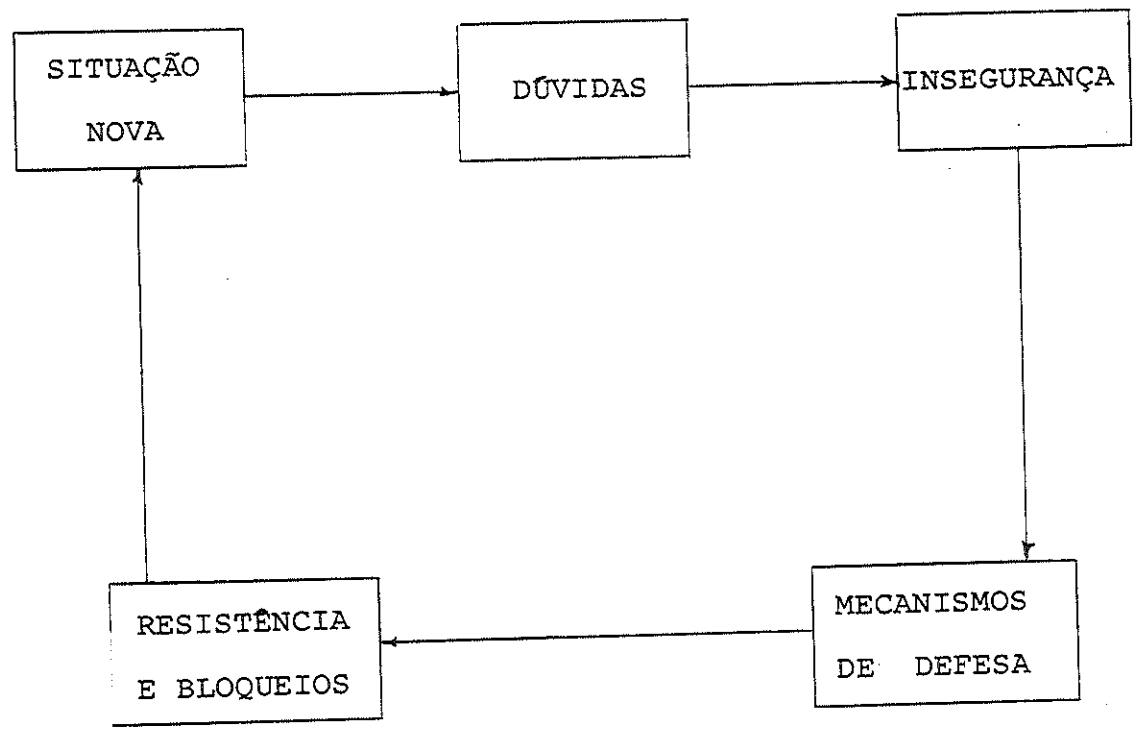 SITUAÇÃO
NOVA
DÚVIDAS
INSEGURANÇA
MECANISMOS
DE DEFESA
RESISTÊNCIA
E BLOQUEIOS